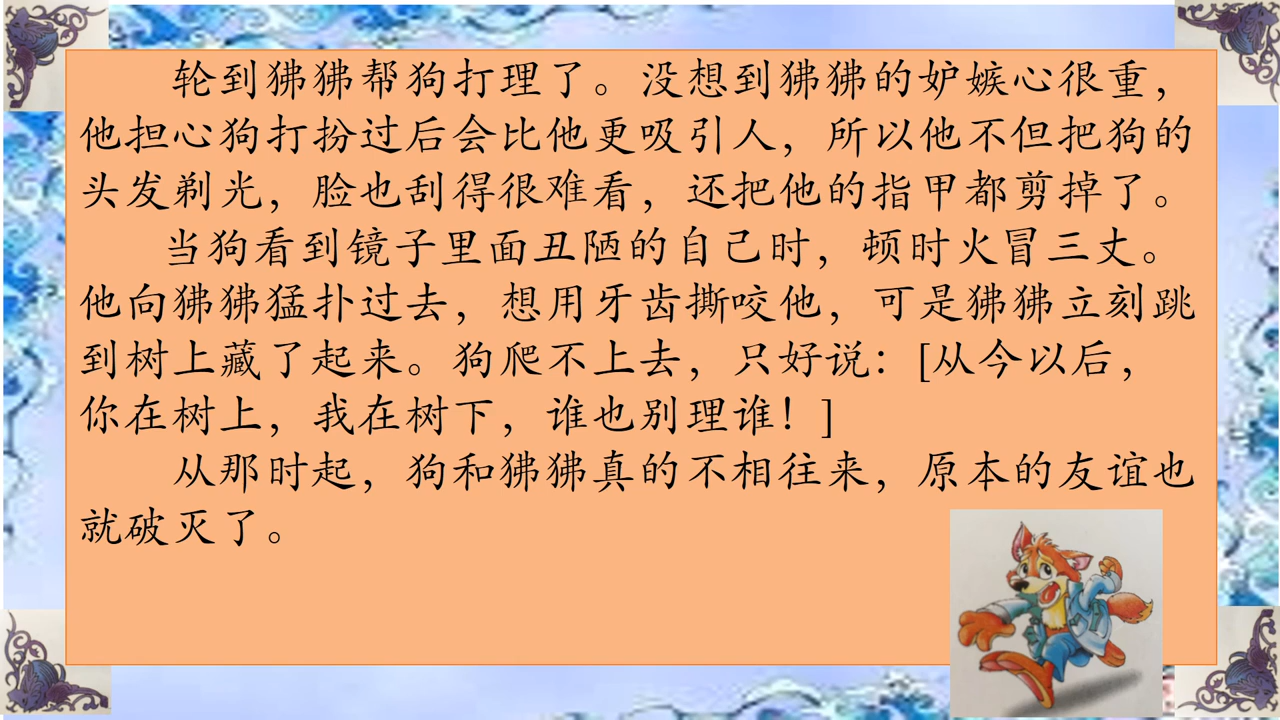 轮到狒狒帮狗打理了。没想到狒狒的妒嫉心很重，
他担心狗打扮过后会比他更吸引人，所以他不但把狗的
头发剃光，脸也刮得很难看，还把他的指甲都剪掉了。
当狗看到镜子里面丑陋的自己时，顿时火冒三丈。
他向狒狒猛扑过去，想用牙齿撕咬他，可是狒狒立刻跳
到树上藏了起来。狗爬不上去，只好说：[从今以后，
你在树上，我在树下，谁也别理谁！]
从那时起，狗和狒狒真的不相往来，原本的友谊也
就破灭了。